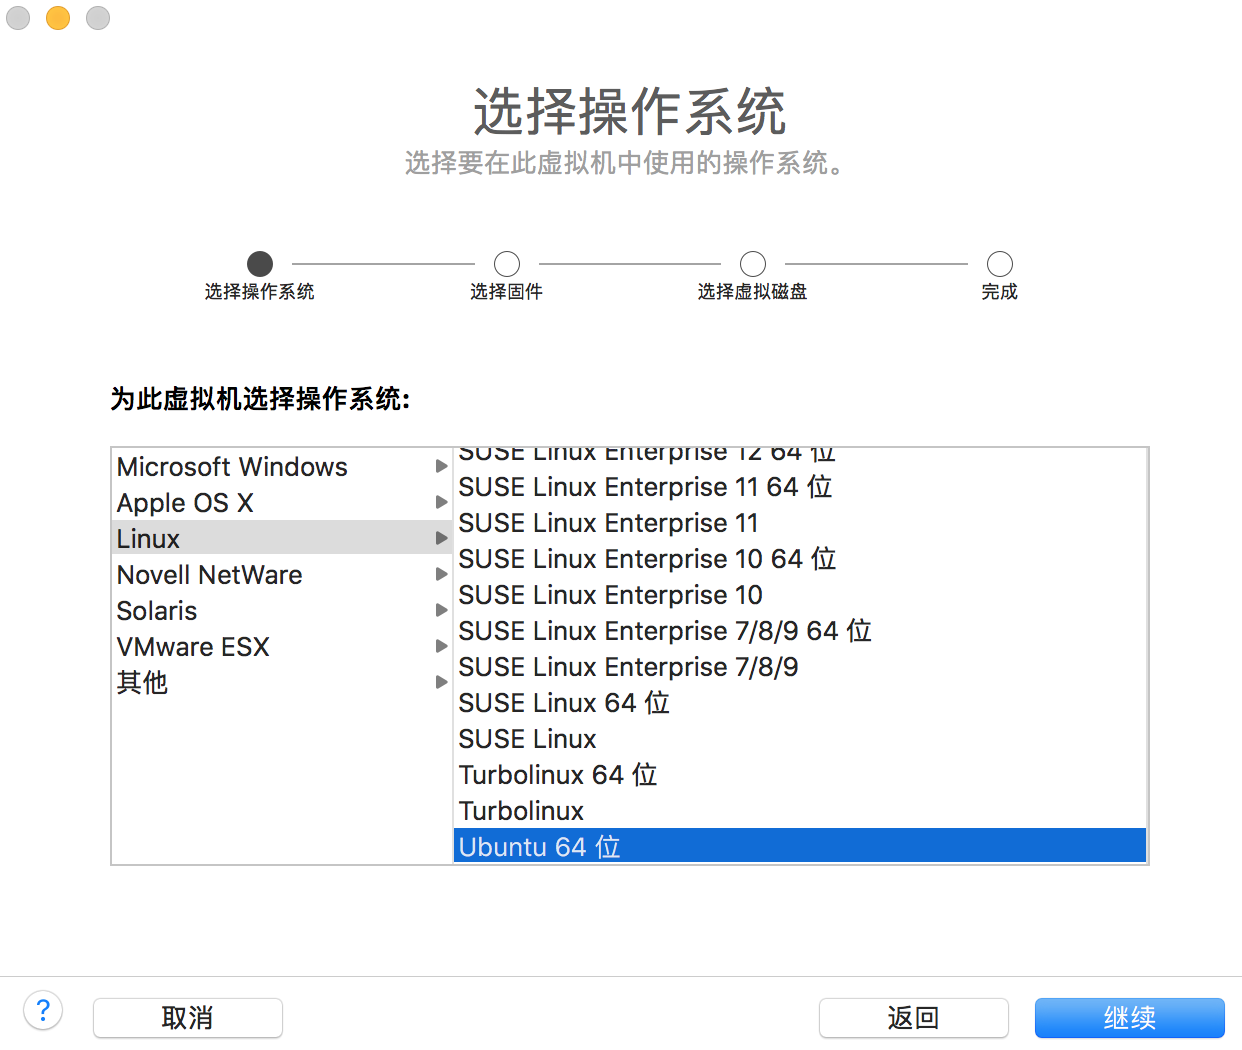 选择操作系统
选择要在此虚拟机中使用的操作系统。
选择操作系统
选择固件
选择虚拟磁盘
完成
为此虚拟机选择操作系统:
Microsoft Windows
Apple OS X
Linux
Novell NetWare
Solaris
VMware ESX
其他
SUSE Linux Enterprise 12 64 位
SUSE Linux Enterprise 11 64 位
SUSE Linux Enterprise 11
SUSE Linux Enterprise 10 64 位
SUSE Linux Enterprise 10
SUSE Linux Enterprise 7/8/9 64 位
SUSE Linux Enterprise 7/8/9
SUSE Linux 64 位
SUSE Linux
Turbolinux 64 位
Turbolinux
Ubuntu 64 位
?
取消
返回
继续